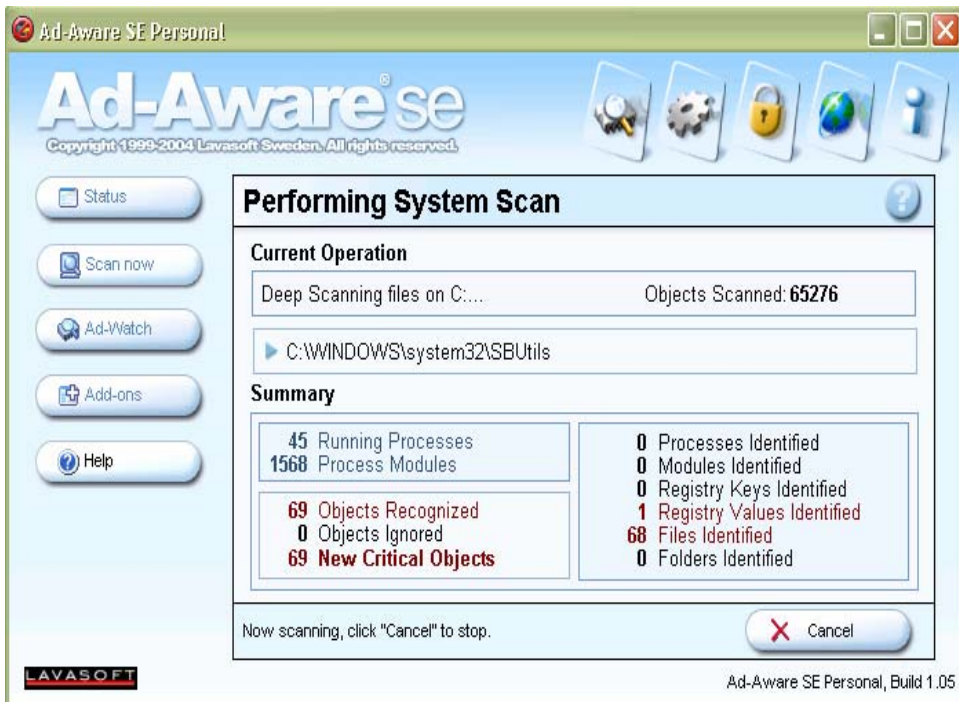 Ad-Aware SE Personal
Ad-Aware® se
Copyright 1999-2004 Lavasoft Sweden. All rights reserved.
Status
Scan now
Ad-Watch
Add-ons
Help
Performing System Scan
?
Current Operation
Deep Scanning files on C:...
Objects Scanned: 65276
C:\WINDOWS\system32\SBUtils
Summary
45 Running Processes
1568 Process Modules
69 Objects Recognized
0 Objects Ignored
69 New Critical Objects
0 Processes Identified
0 Modules Identified
0 Registry Keys Identified
1 Registry Values Identified
68 Files Identified
0 Folders Identified
Now scanning, click "Cancel" to stop.
Cancel
LAVASOFT
Ad-Aware SE Personal, Build 1.05